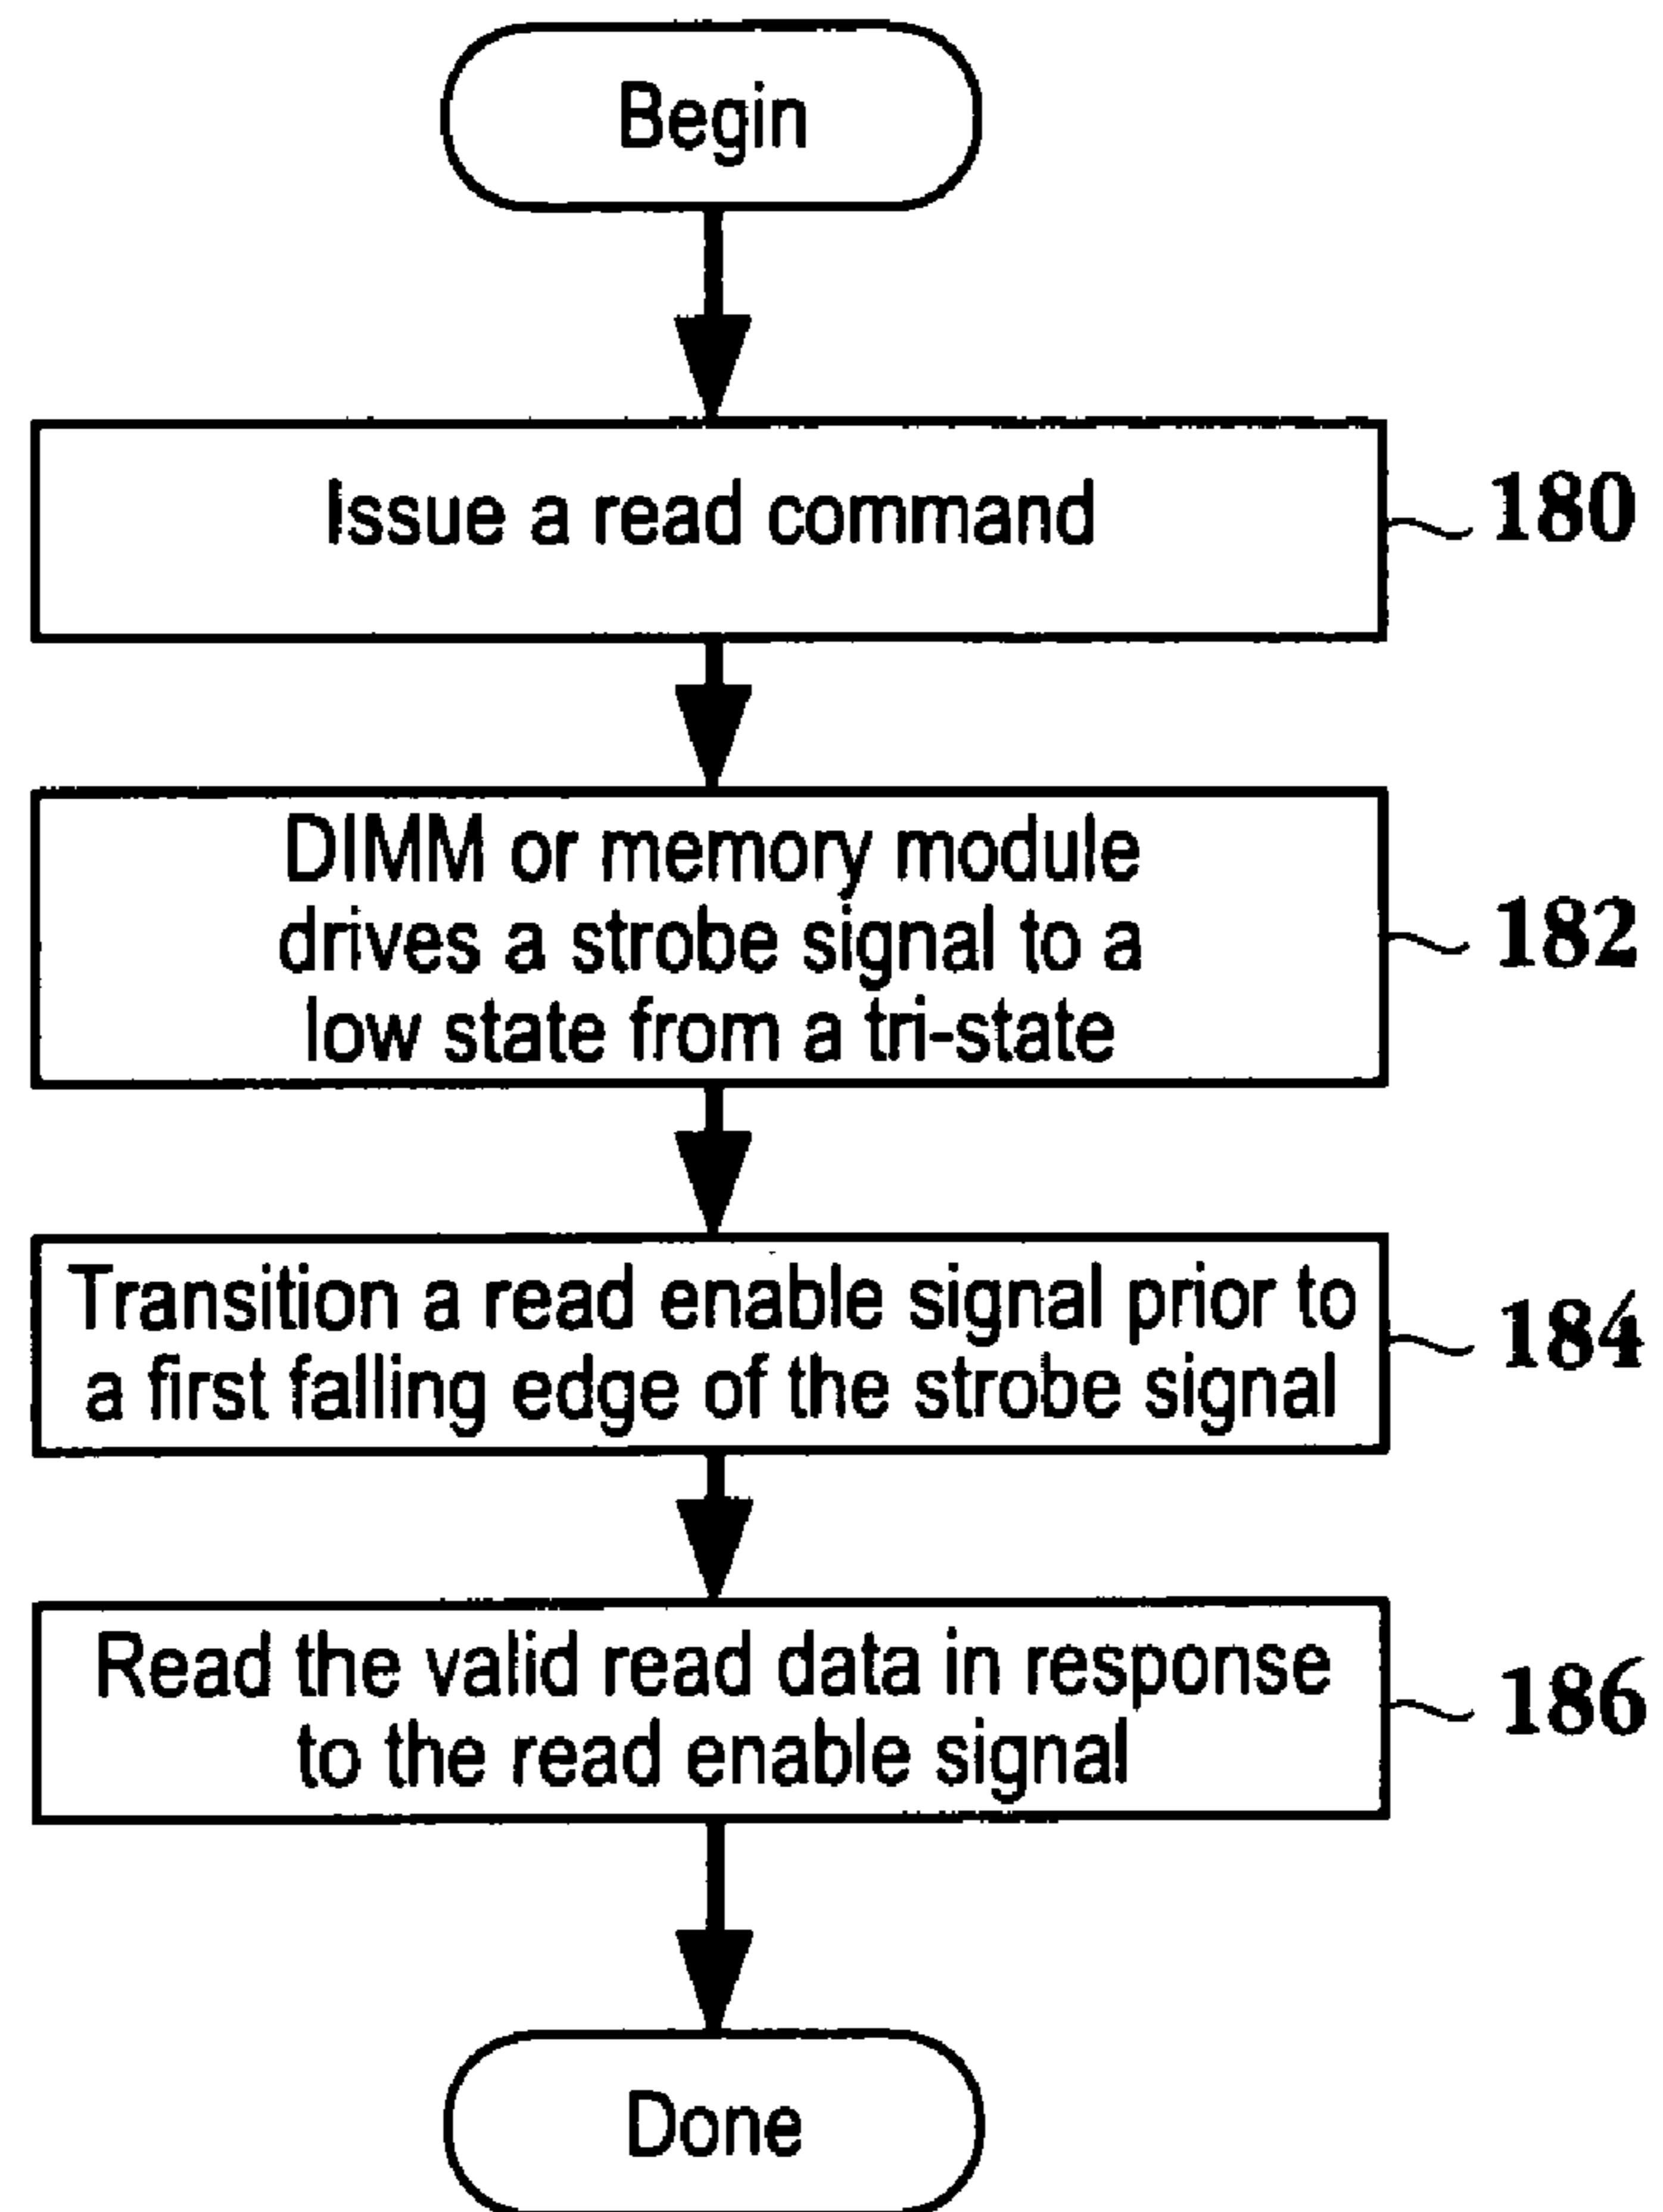 Begin
Issue a read command
180
DIMM or memory module
drives a strobe signal to a
low state from a tri-state
182
Transition a read enable signal prior to
a first falling edge of the strobe signal
184
Read the valid read data in response
to the read enable signal
186
Done